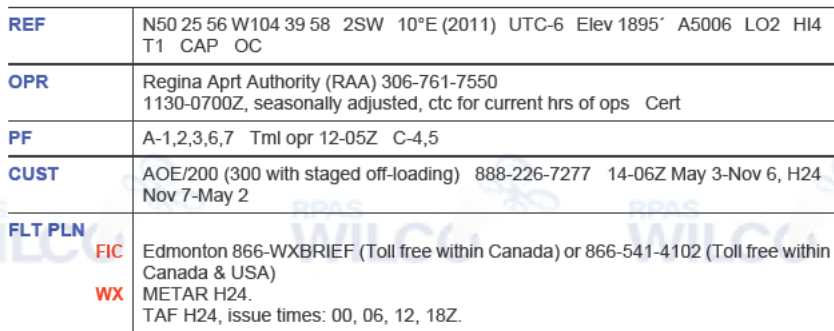 REF N50 25 56 W104 39 58 2SW 10°E (2011) UTC-6 Elev 1895´ A5006 LO2 HI4
T1 CAP OC
OPR Regina Aprt Authority (RAA) 306-761-7550
1130-0700Z, seasonally adjusted, ctc for current hrs of ops Cert
PF A-1,2,3,6,7 Tml opr 12-05Z C-4,5
CUST AOE/200 (300 with staged off-loading) 888-226-7277 14-06Z May 3-Nov 6, H24
Nov 7-May 2
FLT PLN
FIC Edmonton 866-WXBRIEF (Toll free within Canada) or 866-541-4102 (Toll free within
Canada & USA)
WX METAR H24.
TAF H24, issue times: 00, 06, 12, 18Z.
RPAS
WILCO
RPAS
WILCO